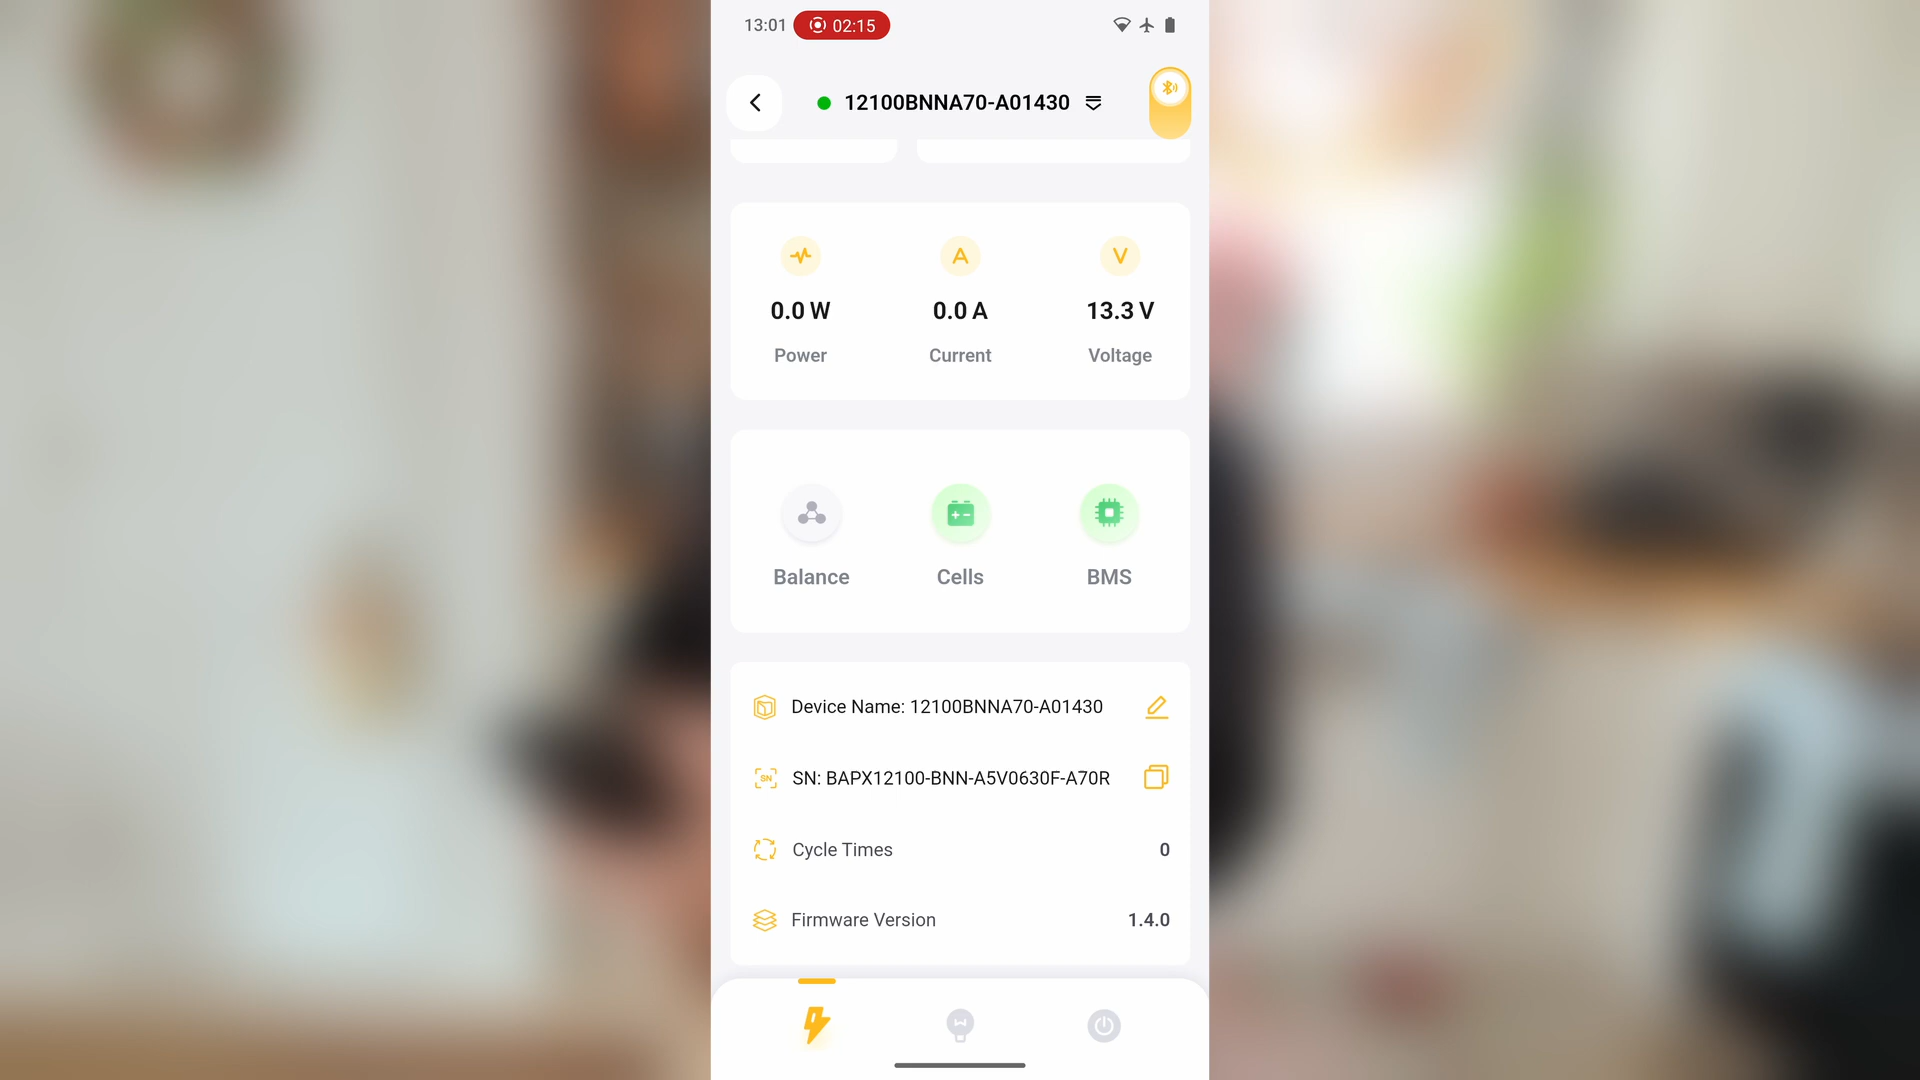 13:01 02:15
12100BNNA70-A01430
A V
0.0 W 0.0 A 13.3 V
Power Current Voltage
Balance Cells BMS
Device Name: 12100BNNA70-A01430
SN SN: BAPX12100-BNN-A5V0630F-A70R
Cycle Times 0
Firmware Version 1.4.0